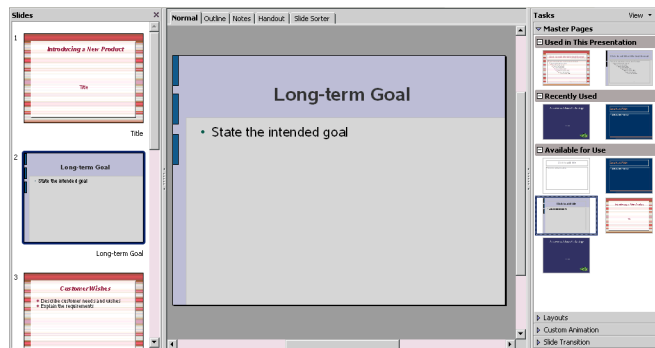 Slides
1
Introducing a New Product
Title
Title
2
Long-term Goal
State the intended goal
Long-term Goal
3
Customer Wishes
Describe customer needs and wishes
Explain the requirements
Normal Outline Notes Handout Slide Sorter
Long-term Goal
• State the intended goal
Tasks View
Master Pages
Used in This Presentation
Recently Used
Available for Use
Layouts
Custom Animation
Slide Transition